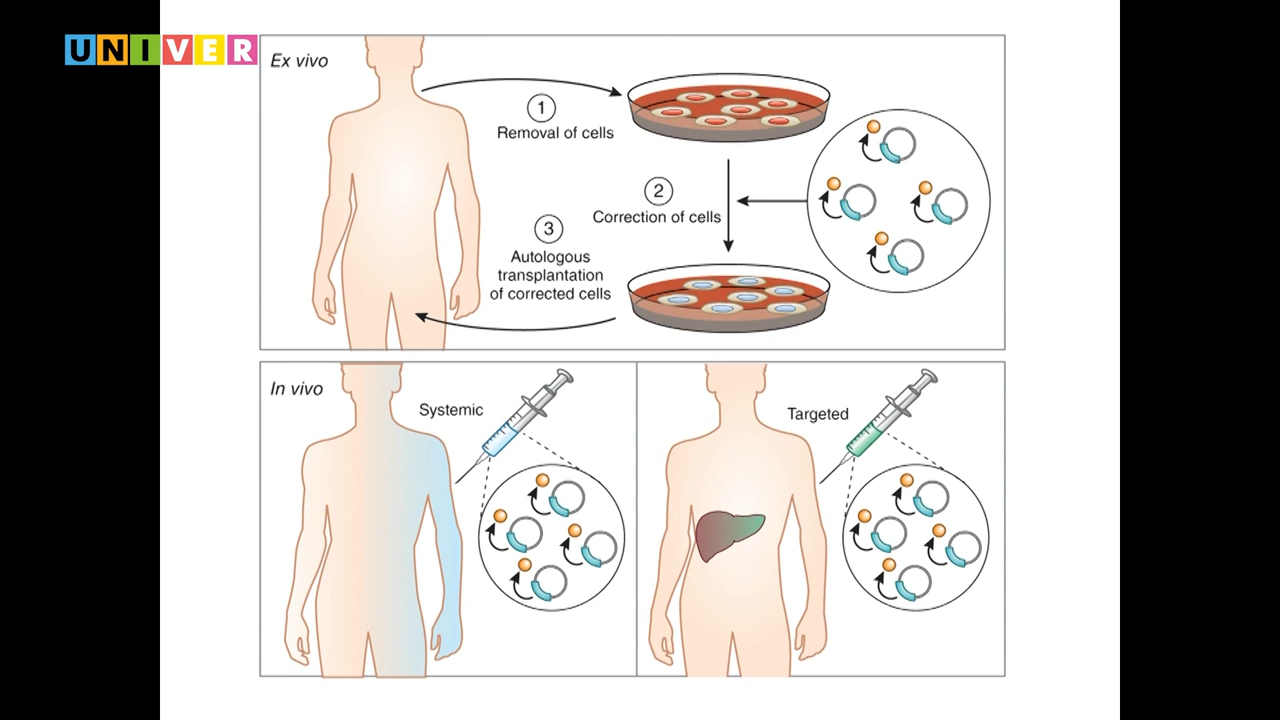 UNIVER
Ex vivo
1
Removal of cells
2
Correction of cells
3
Autologous
transplantation
of corrected cells
In vivo
Systemic
Targeted